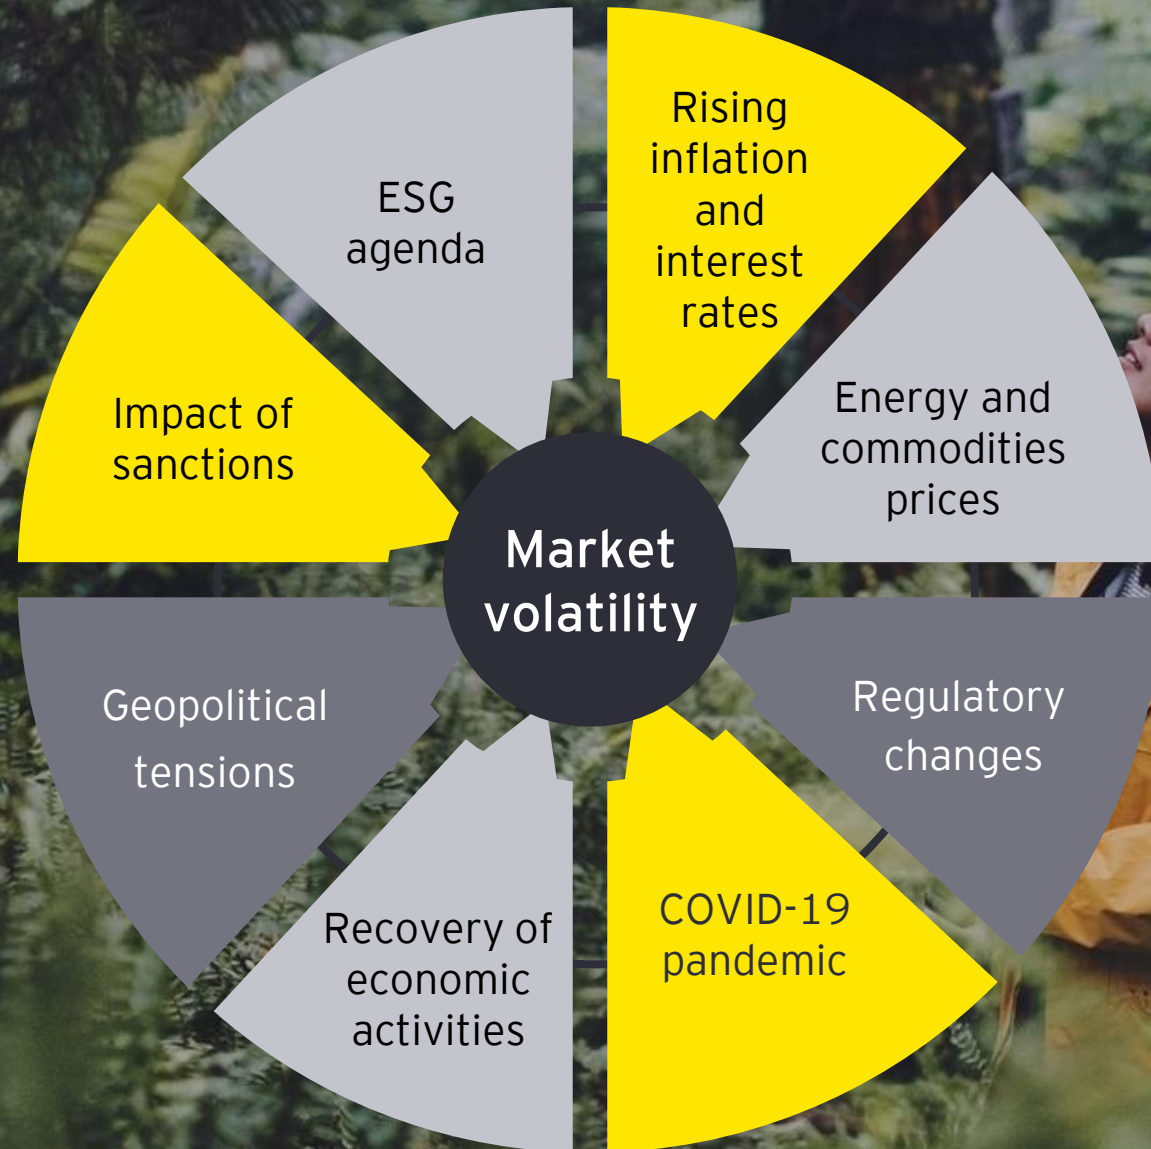 Rising
inflation
and
interest
rates
Energy and
commodities
prices
Regulatory
changes
COVID-19
pandemic
Recovery of
economic
activities
Geopolitical
tensions
Impact of
sanctions
ESG
agenda
Market
volatility